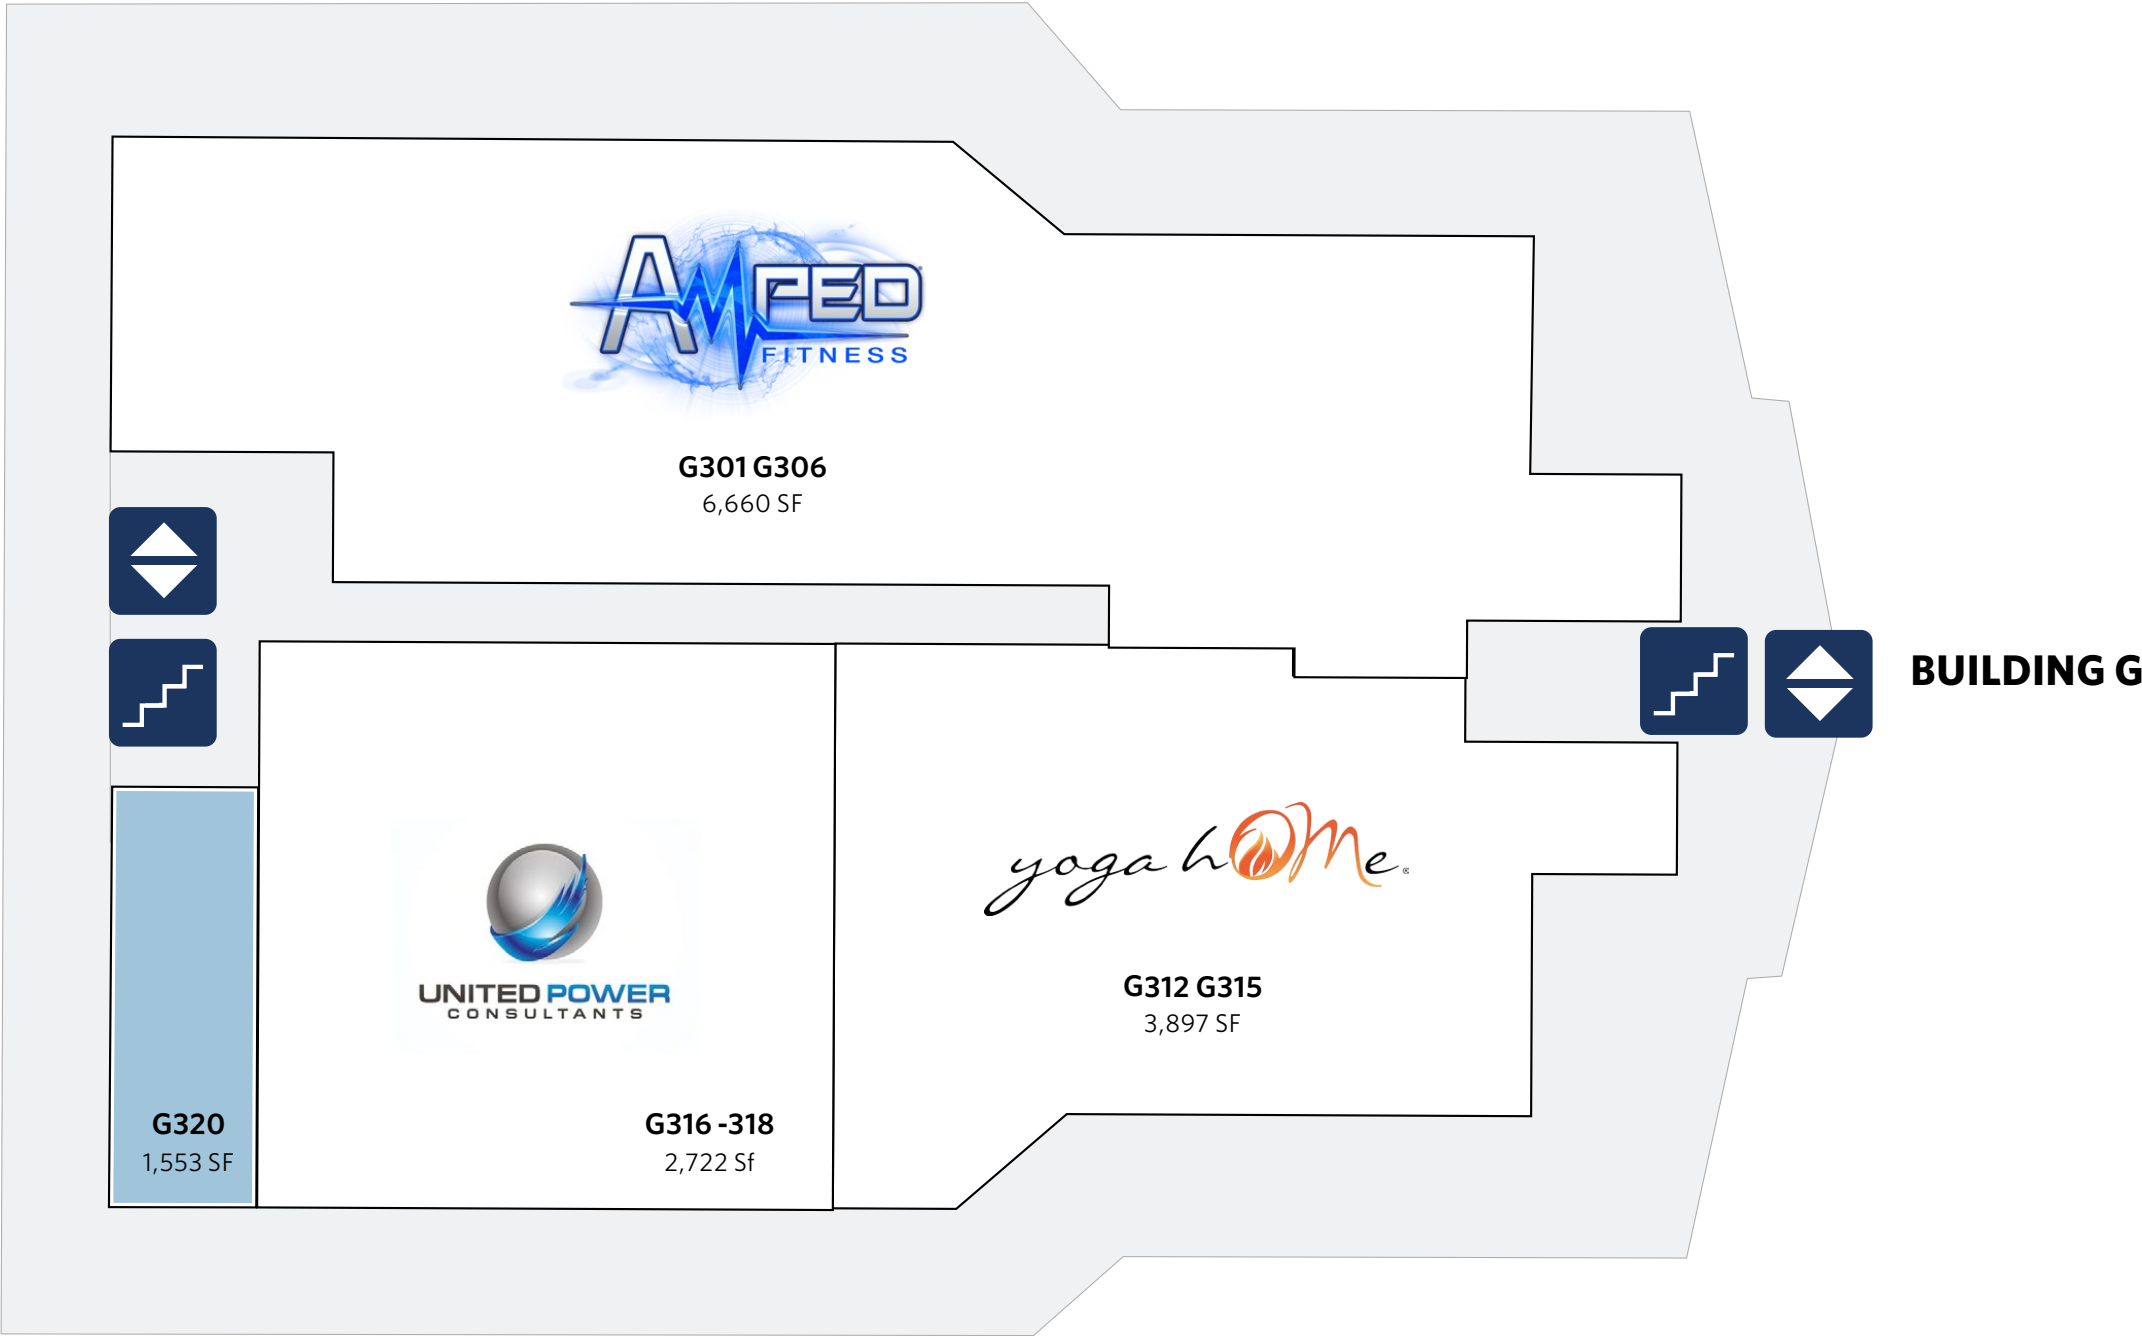 AMPED
FITNESS
G301 G306
6,660 SF
BUILDING G
yoga hOMe®
UNITED POWER
CONSULTANTS
G312 G315
3,897 SF
G320
1,553 SF
G316 -318
2,722 Sf